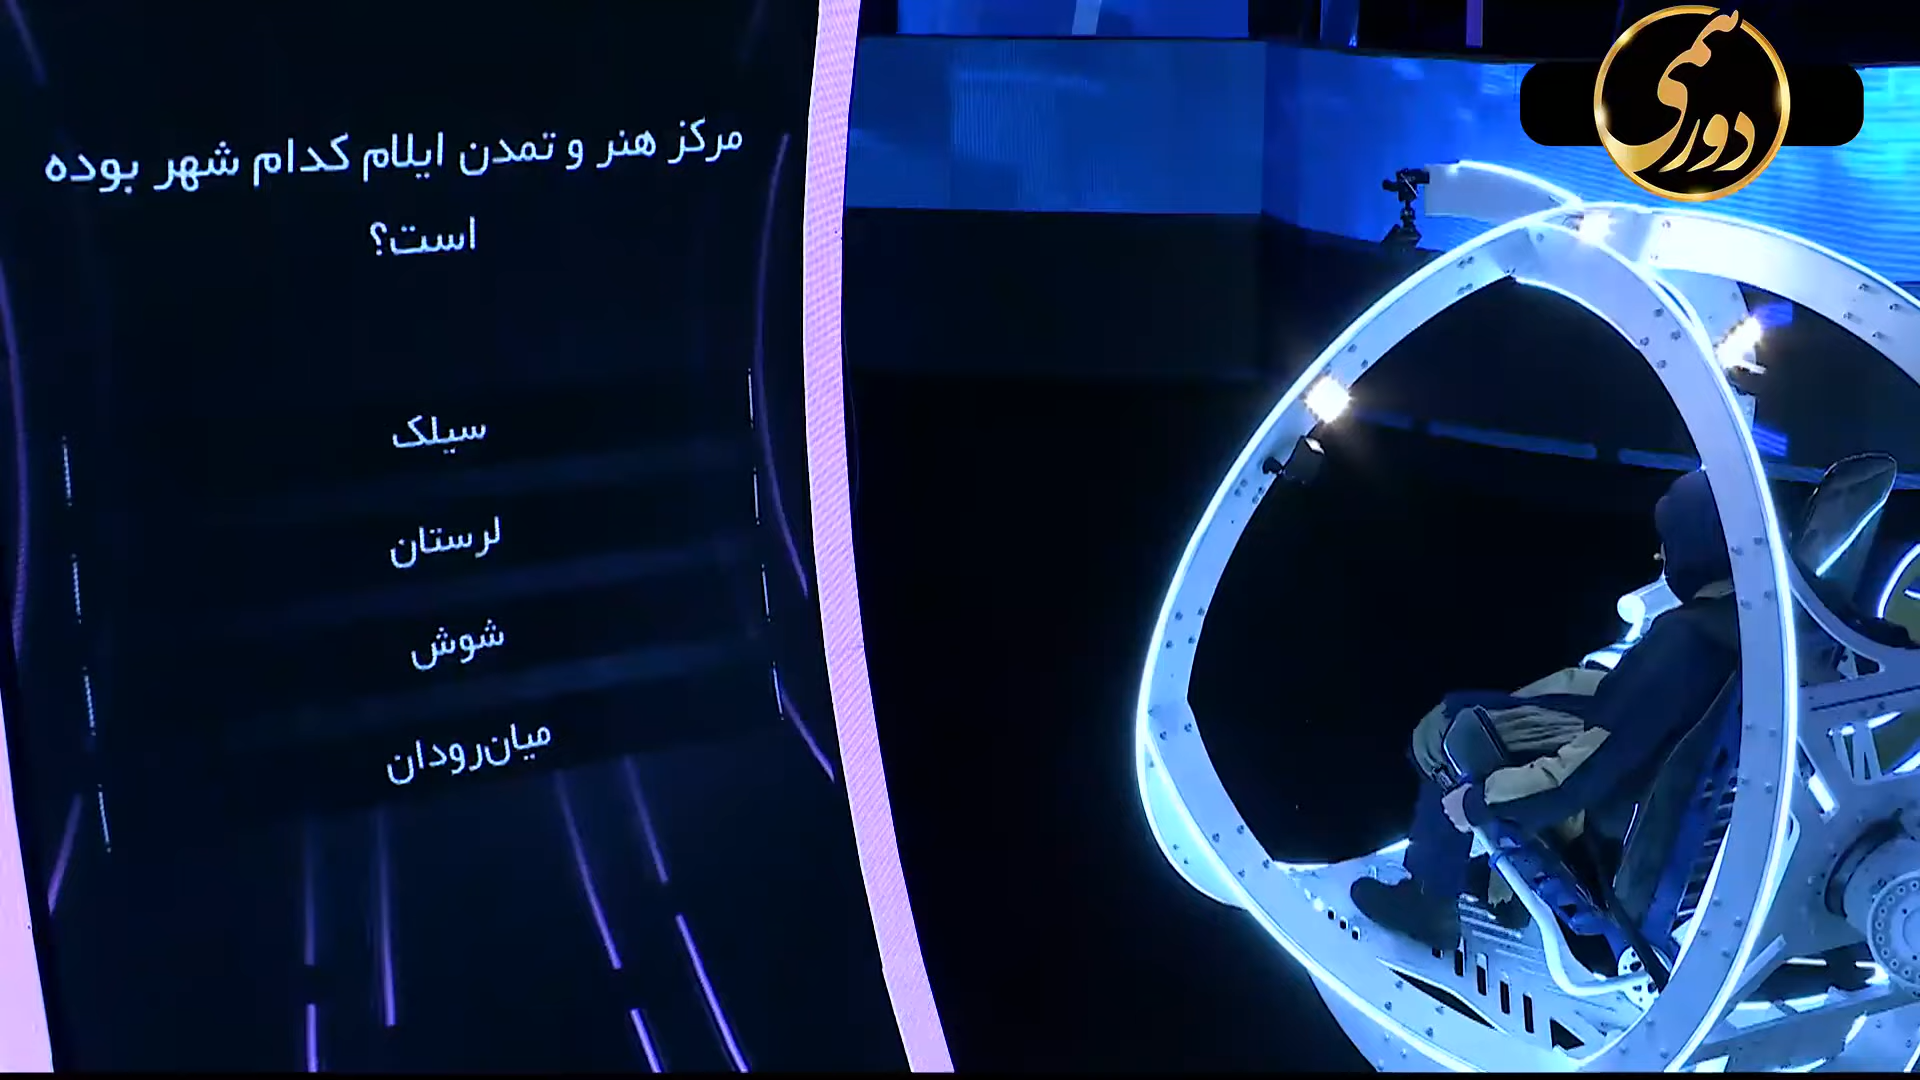 مرکز هنر و تمدن ایلام کدام شهر بوده
است؟
سیلک
لرستان
شوش
میان‌رودان
دورهمی